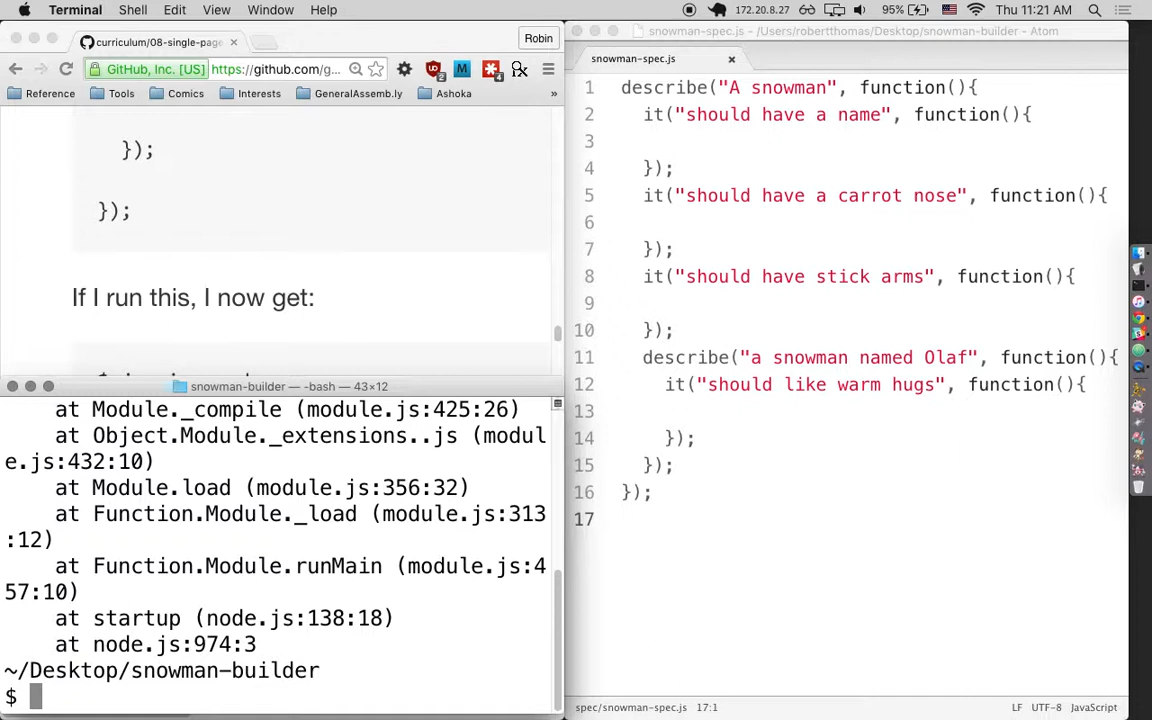 Terminal Shell Edit View Window Help 172.20.8.27 95% Thu 11:21 AM
curriculum/08-single-page
Robin
GitHub, Inc. [US] https://github.com/g...
Reference Tools Comics Interests GeneralAssemb.ly Ashoka »
});
});
If I run this, I now get:
snowman-builder — -bash — 43×12
at Module._compile (module.js:425:26)
at Object.Module._extensions..js (modul
e.js:432:10)
at Module.load (module.js:356:32)
at Function.Module._load (module.js:313
:12)
at Function.Module.runMain (module.js:4
57:10)
at startup (node.js:138:18)
at node.js:974:3
~/Desktop/snowman-builder
$
snowman-spec.js - /Users/robertthomas/Desktop/snowman-builder - Atom
snowman-spec.js
1 describe("A snowman", function(){
2 it("should have a name", function(){
3
4 });
5 it("should have a carrot nose", function(){
6
7 });
8 it("should have stick arms", function(){
9
10 });
11 describe("a snowman named Olaf", function(){
12 it("should like warm hugs", function(){
13
14 });
15 });
16 });
17
spec/snowman-spec.js 17:1 LF UTF-8 JavaScript